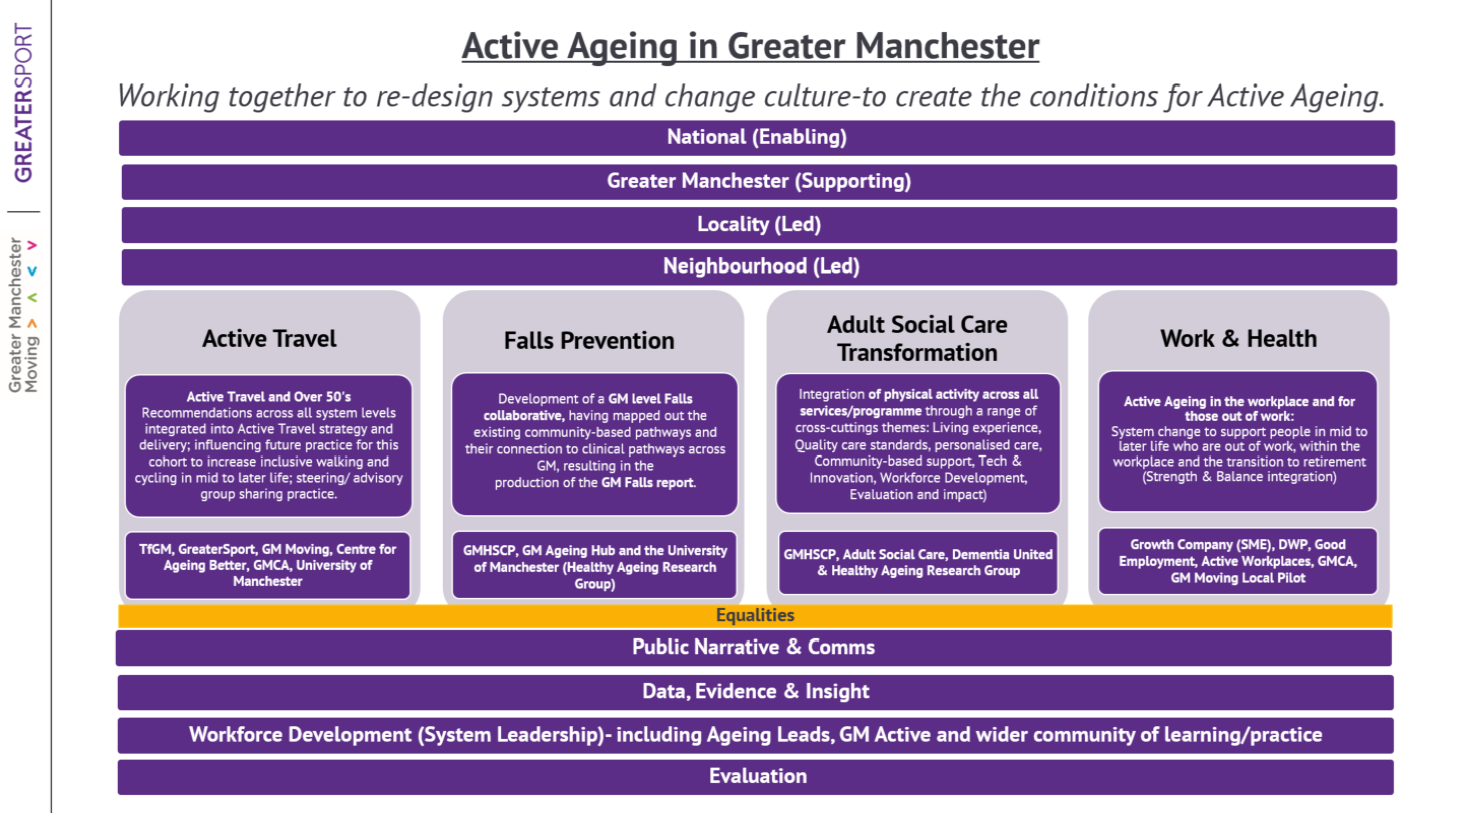 GREATERSPORT
Greater Manchester
Moving
Active Ageing in Greater Manchester
Working together to re-design systems and change culture-to create the conditions for Active Ageing.
National (Enabling)
Greater Manchester (Supporting)
Locality (Led)
Neighbourhood (Led)
Active Travel
Active Travel and Over 50's
Recommendations across all system levels
integrated into Active Travel strategy and
delivery; influencing future practice for this
cohort to increase inclusive walking and
cycling in mid to later life; steering/ advisory
group sharing practice.
TfGM, GreaterSport, GM Moving, Centre for
Ageing Better, GMCA, University of
Manchester
Falls Prevention
Development of a GM level Falls
collaborative, having mapped out the
existing community-based pathways and
their connection to clinical pathways across
GM, resulting in the
production of the GM Falls report.
GMHSCP, GM Ageing Hub and the University
of Manchester (Healthy Ageing Research
Group)
Adult Social Care
Transformation
Integration of physical activity across all
services/programme through a range of
cross-cuttings themes: Living experience,
Quality care standards, personalised care,
Community-based support, Tech &
Innovation, Workforce Development,
Evaluation and impact)
GMHSCP, Adult Social Care, Dementia United
& Healthy Ageing Research Group
Work & Health
Active Ageing in the workplace and for
those out of work:
System change to support people in mid to
later life who are out of work, within the
workplace and the transition to retirement
(Strength & Balance integration)
Growth Company (SME), DWP, Good
Employment, Active Workplaces, GMCA,
GM Moving Local Pilot
Equalities
Public Narrative & Comms
Data, Evidence & Insight
Workforce Development (System Leadership)- including Ageing Leads, GM Active and wider community of learning/practice
Evaluation